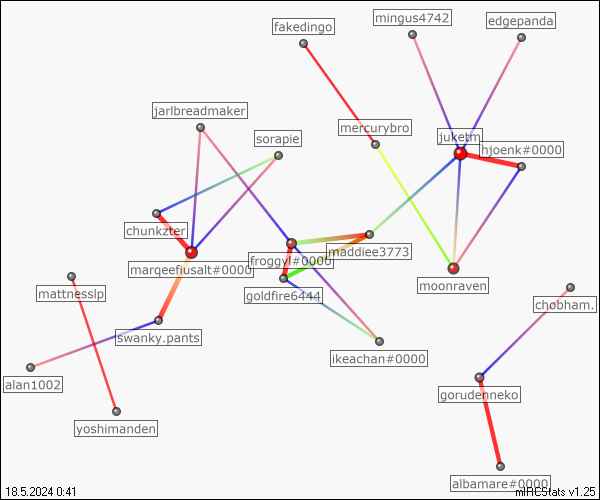 mingus4742
edgepanda
fakedingo
jarlbreadmaker
mercurybro
sorapie
juketm
hjoenk#0000
chunkzter
froggyl#0000
maddiee3773
marqeefiusalt#0000
moonraven
mattnesslp
goldfire6444
chobham.
swanky.pants
ikeachan#0000
alan1002
gorudenneko
yoshimanden
albamare#0000
18.5.2024 0:41
mIRCStats v1.25